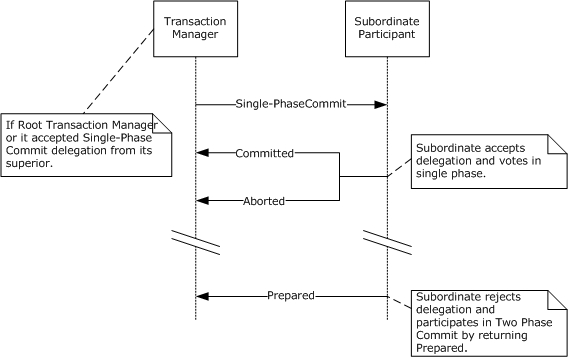 Transaction
Manager
Subordinate
Participant
Single-PhaseCommit
If Root Transaction Manager
or it accepted Single-Phase
Commit delegation from its
superior.
Committed
Aborted
Subordinate accepts
delegation and votes in
single phase.
Prepared
Subordinate rejects
delegation and
participates in Two Phase
Commit by returning
Prepared.